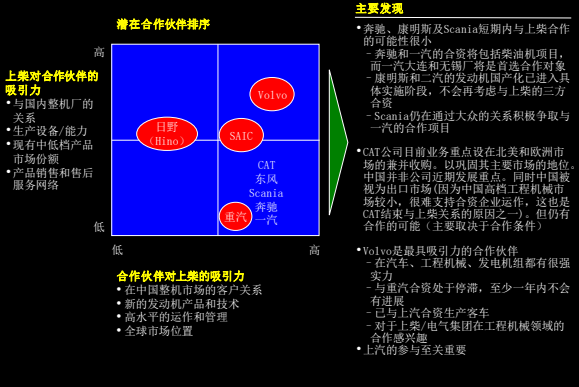 潜在合作伙伴排序
高
低
上柴对合作伙伴的
吸引力
•与国内整机厂的
关系
•生产设备/能力
•现有中低档产品
市场份额
•产品销售和售后
服务网络
Volvo
日野
(Hino)
SAIC
CAT
东风
Scania
奔驰
一汽
重汽
低
高
合作伙伴对上柴的吸引力
•在中国整机市场的客户关系
•新的发动机产品和技术
•高水平的运作和管理
•全球市场位置
主要发现
•奔驰、康明斯及Scania短期内与上柴合作
的可能性很小
–奔驰和一汽的合资将包括柴油机项目,
而一汽大连和无锡厂将是首选合作对象
–康明斯和二汽的发动机国产化已进入具
体实施阶段，不会再考虑与上柴的三方
合资
–Scania仍在通过大众的关系积极争取与
一汽的合作项目
•CAT公司目前业务重点设在北美和欧洲市
场的兼并收购。以巩固其主要市场的地位。
中国并非公司近期发展重点。同时中国被
视为出口市场(因为中国高档工程机械市
场较小，很难支持合资企业运作，这也是
CAT结束与上柴关系的原因之一)。但仍有
合作的可能（主要取决于合作条件）
•Volvo是最具吸引力的合作伙伴
–在汽车、工程机械、发电机组都有很强
实力
–与重汽合资处于停滞，至少一年内不会
有进展
–已与上汽合资生产客车
–对于上柴/电气集团在工程机械领域的
合作感兴趣
•上汽的参与至关重要